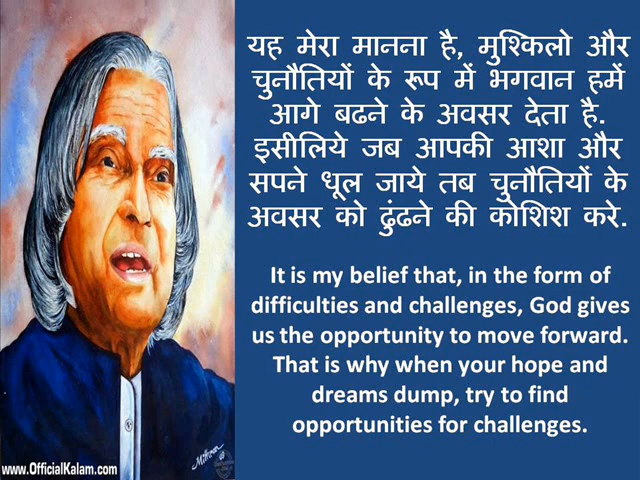 यह मेरा मानना है, मुश्किलो और
चुनौतियों के रूप में भगवान हमें
आगे बढने के अवसर देता है.
इसीलिये जब आपकी आशा और
सपने धूल जाये तब चुनौतियों के
अवसर को ढुंढने की कोशिश करे.
It is my belief that, in the form of
difficulties and challenges, God gives
us the opportunity to move forward.
That is why when your hope and
dreams dump, try to find
opportunities for challenges.
Mithran
www.OfficialKalam.com